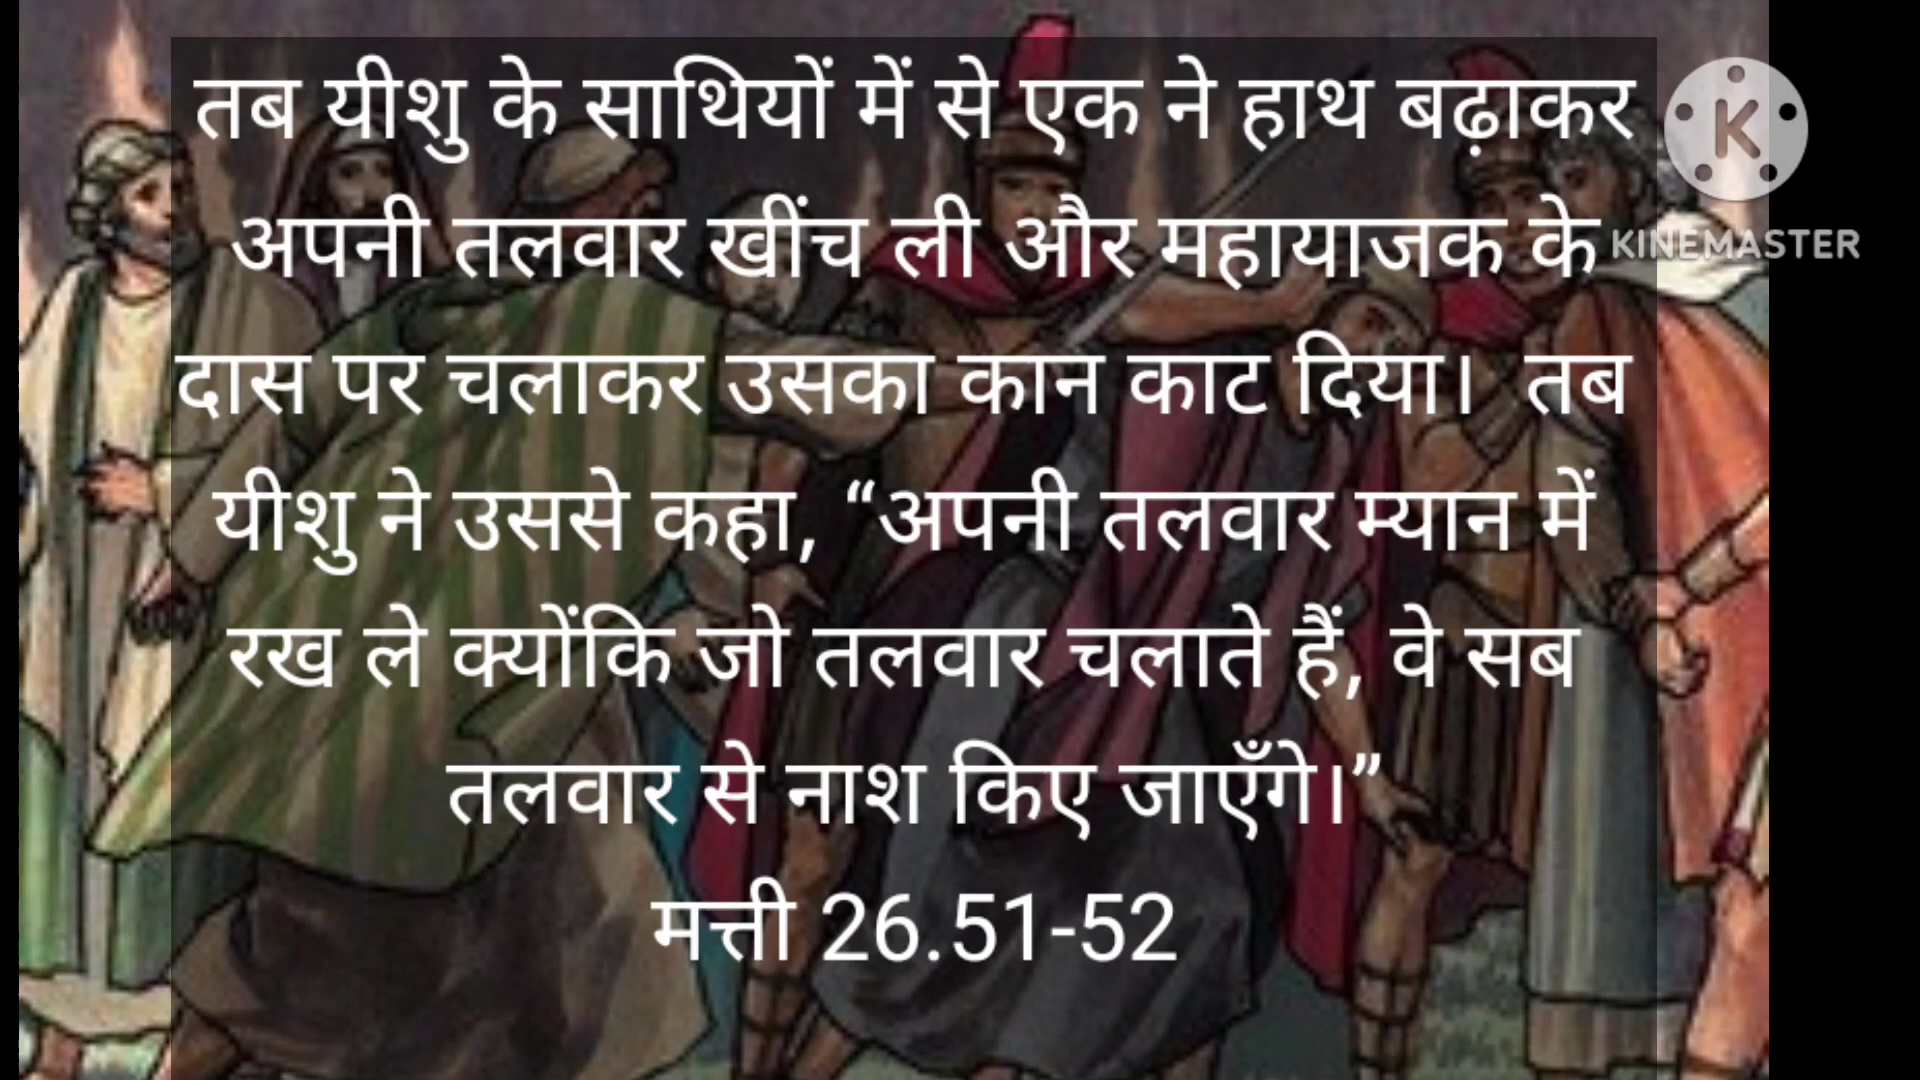 तब यीशु के साथियों में से एक ने हाथ बढ़ाकर
अपनी तलवार खींच ली और महायाजक के
दास पर चलाकर उसका कान काट दिया। तब
यीशु ने उससे कहा, “अपनी तलवार म्यान में
रख ले क्योंकि जो तलवार चलाते हैं, वे सब
तलवार से नाश किए जाएँगे।”
मत्ती 26.51-52
K
KINEMASTER